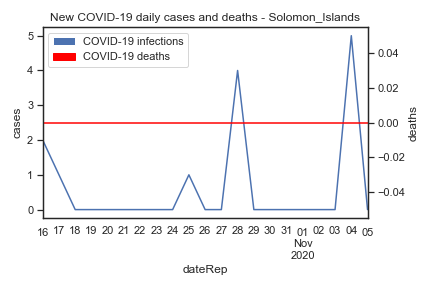 New COVID-19 daily cases and deaths - Solomon_Islands
COVID-19 infections
COVID-19 deaths
5
4
3
2
1
0
cases
0.04
0.02
0.00
−0.02
−0.04
deaths
16 17 18 19 20 21 22 23 24 25 26 27 28 29 30 31 01 02 03 04 05
Nov
2020
dateRep